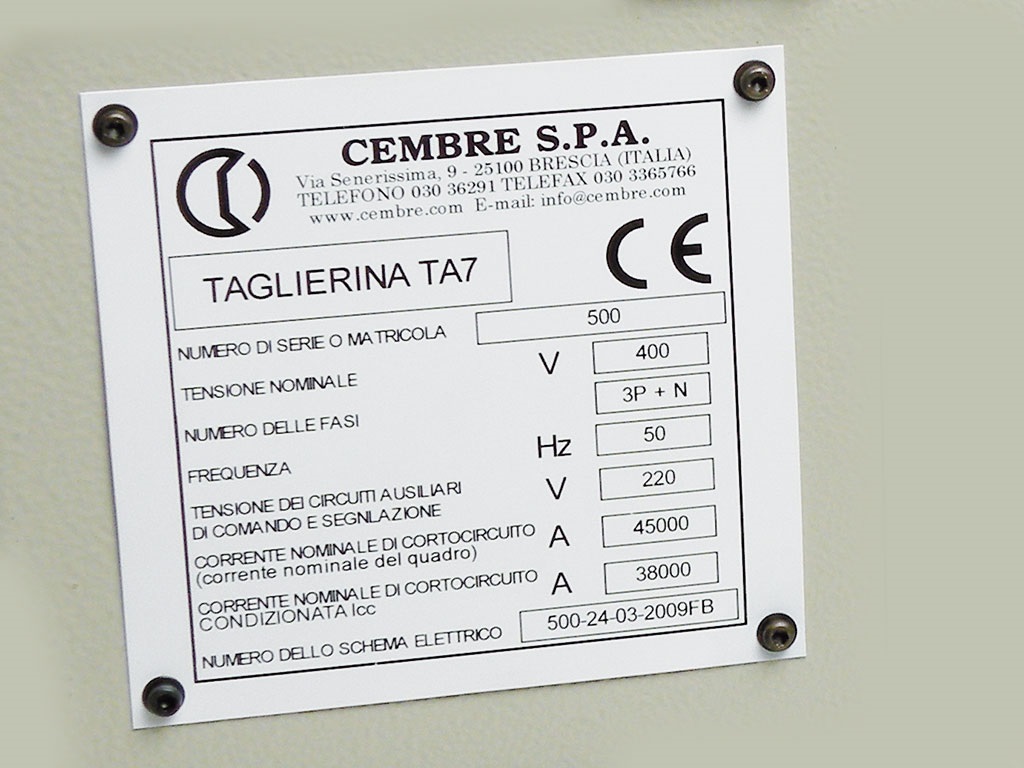 CEMBRE S.P.A.
Via Senerissima, 9 - 25100 BRESCIA (ITALIA)
TELEFONO 030 36291 TELEFAX 030 3365766
www.cembre.com E-mail: info@cembre.com
CE
TAGLIERINA TA7
NUMERO DI SERIE O MATRICOLA 500
TENSIONE NOMINALE V 400
NUMERO DELLE FASI 3P + N
FREQUENZA Hz 50
TENSIONE DEI CIRCUITI AUSILIARI
DI COMANDO E SEGNLAZIONE V 220
CORRENTE NOMINALE DI CORTOCIRCUITO A 45000
(corrente nominale del quadro)
CORRENTE NOMINALE DI CORTOCIRCUITO A 38000
CONDIZIONATA Icc
NUMERO DELLO SCHEMA ELETTRICO 500-24-03-2009FB